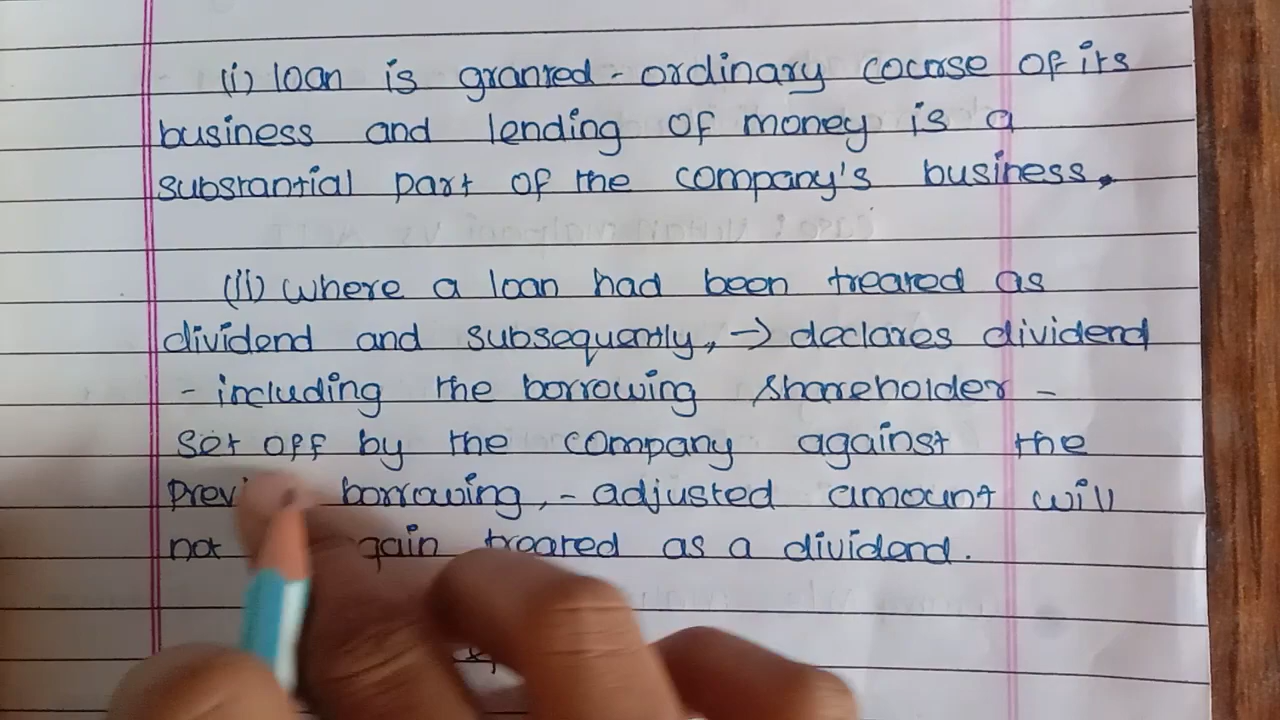 (i) loan is granted - ordinary cocrse of its
business and lending of money is a
substantial part of the company's business.
(ii) where a loan had been treated as
dividend and subsequently, → declares dividend
- including the borrowing shareholder -
set off by the company against the
borrowing, - adjusted amount will
not treated as a dividend.